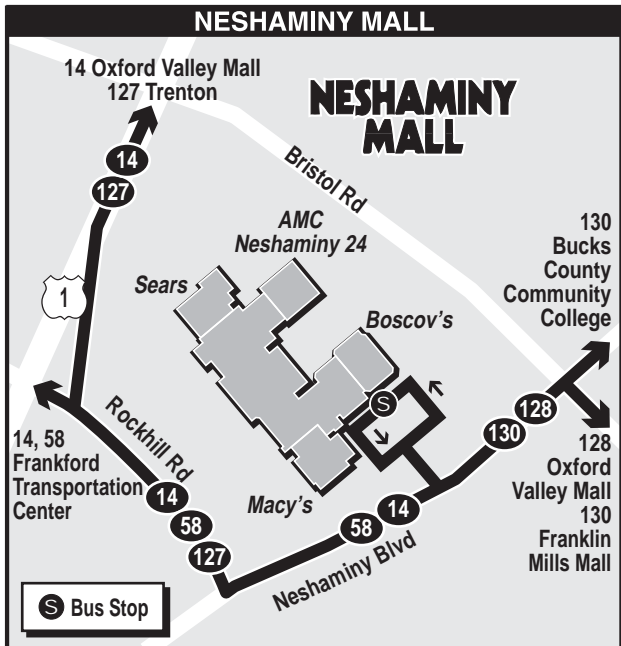 NESHAMINY MALL
14 Oxford Valley Mall
127 Trenton
NESHAMINY
MALL
14
127
Bristol Rd
AMC
Neshaminy 24
130
Bucks
County
Community
College
Sears
1
Boscov's
S
128
130
Rockhill Rd
14, 58
Frankford
Transportation
Center
14
58
127
Macy's
58
14
Neshaminy Blvd
128
Oxford
Valley Mall
130
Franklin
Mills Mall
S Bus Stop